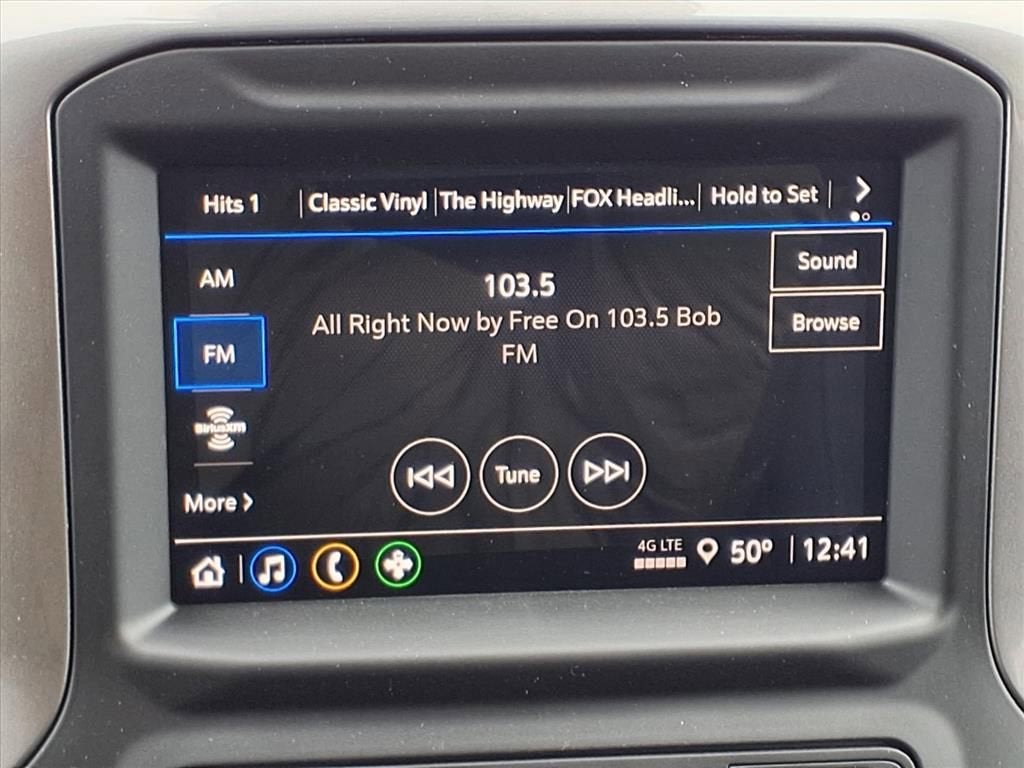 Hits 1 | Classic Vinyl | The Highway | FOX Headli... | Hold to Set |
AM
Sound
103.5
All Right Now by Free On 103.5 Bob
FM
Browse
FM
SiriusXM
Tune
More
4G LTE
50° | 12:41